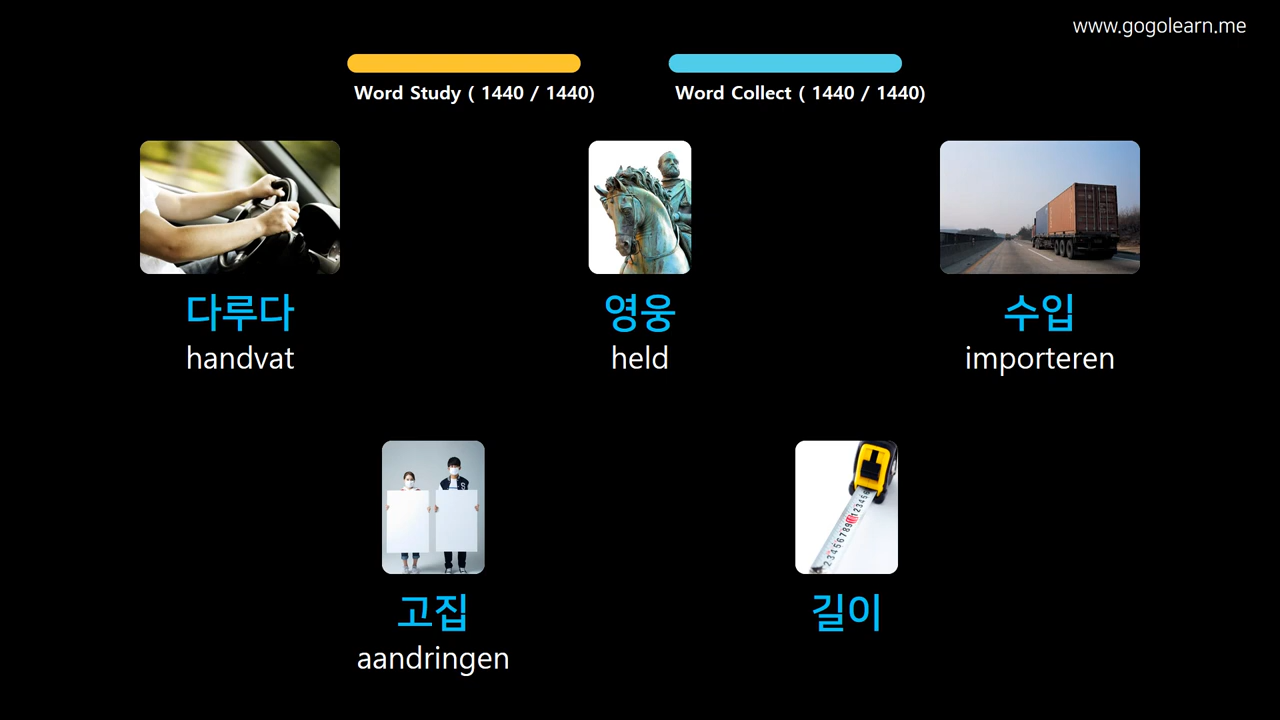 www.gogolearn.me
Word Study ( 1440 / 1440)
Word Collect ( 1440 / 1440)
다루다
handvat
영웅
held
수입
importeren
고집
aandringen
길이